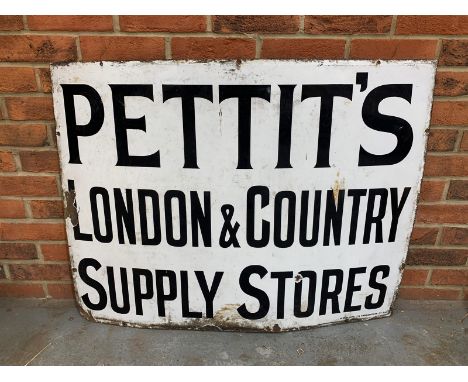 PETTIT'S
LONDON & COUNTRY
SUPPLY STORES